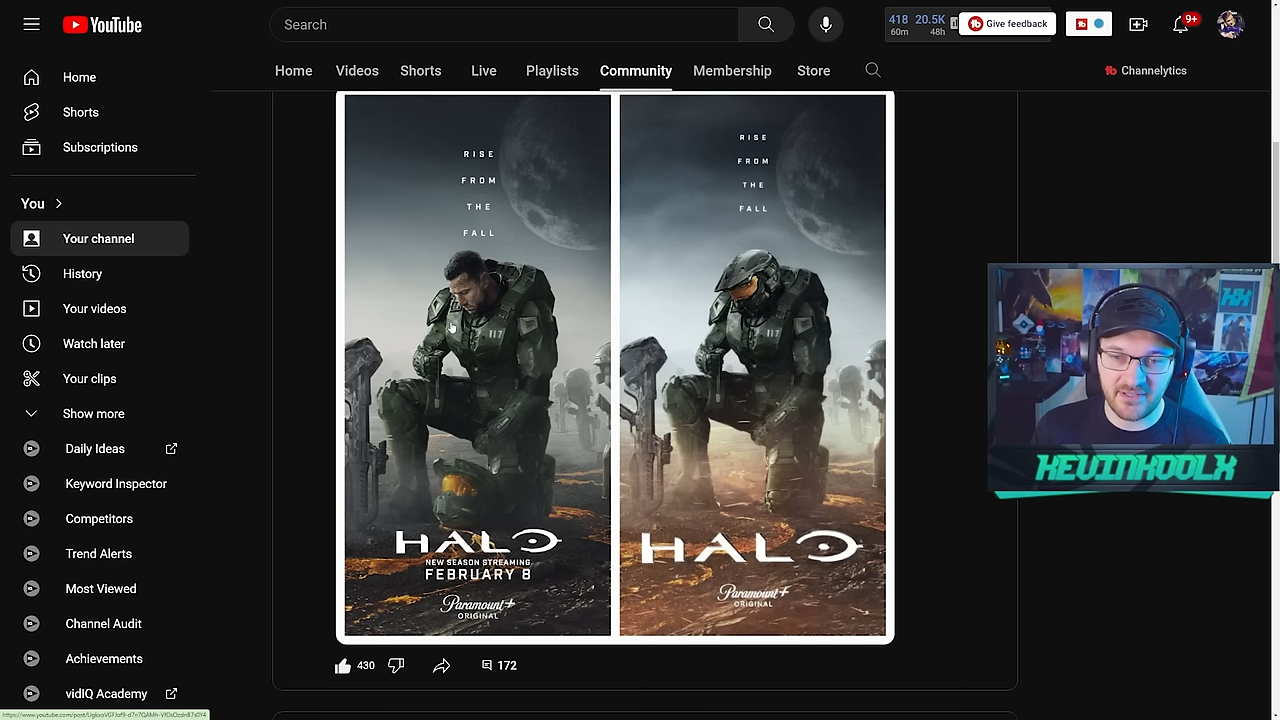 YouTube
Search
418 20.5K
60m 48h
Give feedback
9+
Home Videos Shorts Live Playlists Community Membership Store
Channelytics
Home
Shorts
Subscriptions
You
Your channel
History
Your videos
Watch later
Your clips
Show more
Daily Ideas
Keyword Inspector
Competitors
Trend Alerts
Most Viewed
Channel Audit
Achievements
vidIQ Academy
RISE
FROM
THE
FALL
117
HALO
NEW SEASON STREAMING
FEBRUARY 8
Paramount+
ORIGINAL
RISE
FROM
THE
FALL
117
HALO
Paramount+
ORIGINAL
430
172
KEVINKOOLX